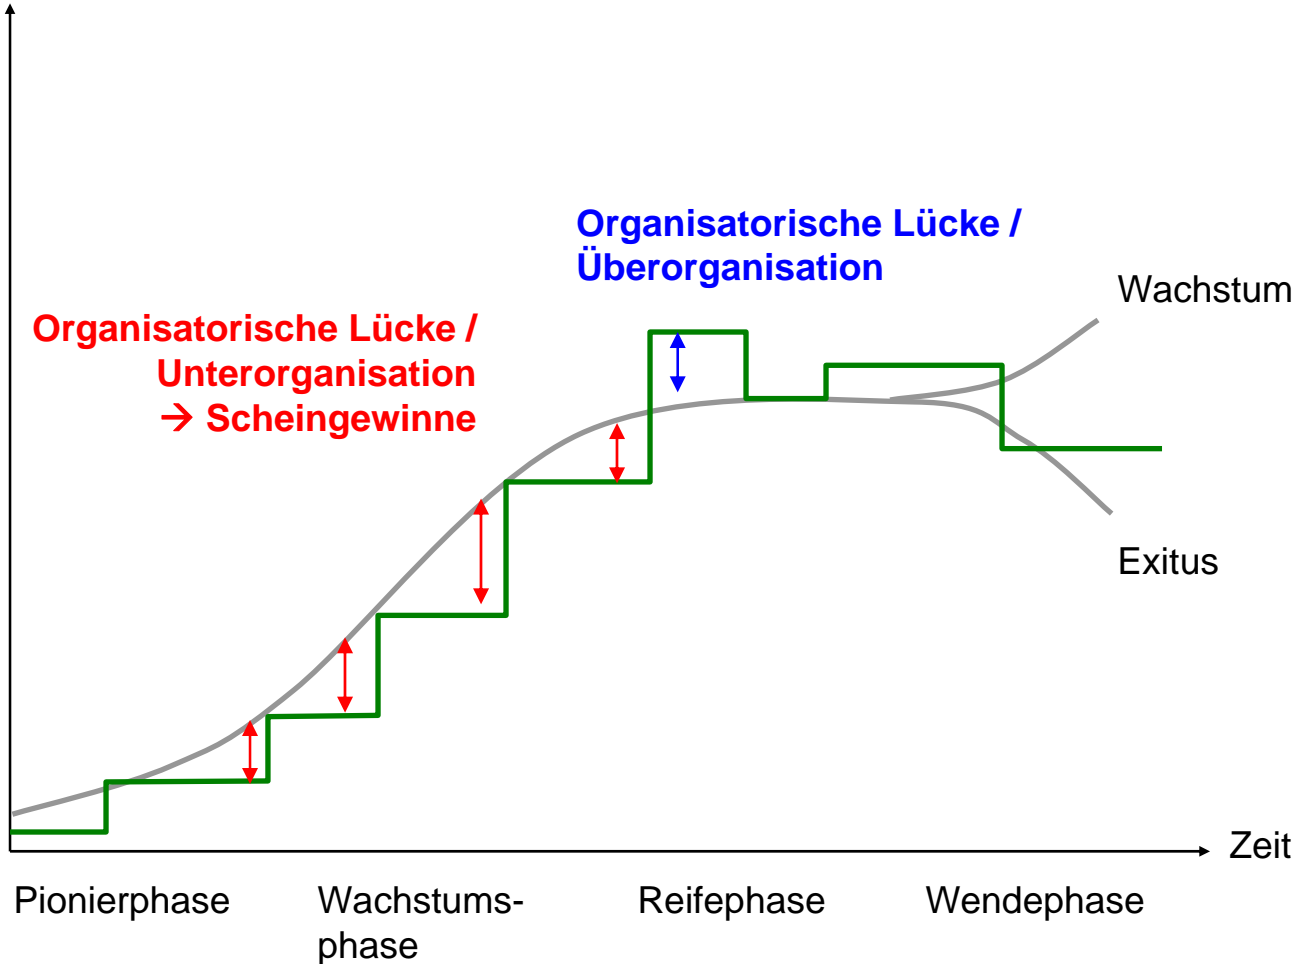 Organisatorische Lücke /
Überorganisation
Wachstum
Organisatorische Lücke /
Unterorganisation
→ Scheingewinne
Exitus
Zeit
Pionierphase
Wachstums-
phase
Reifephase
Wendephase